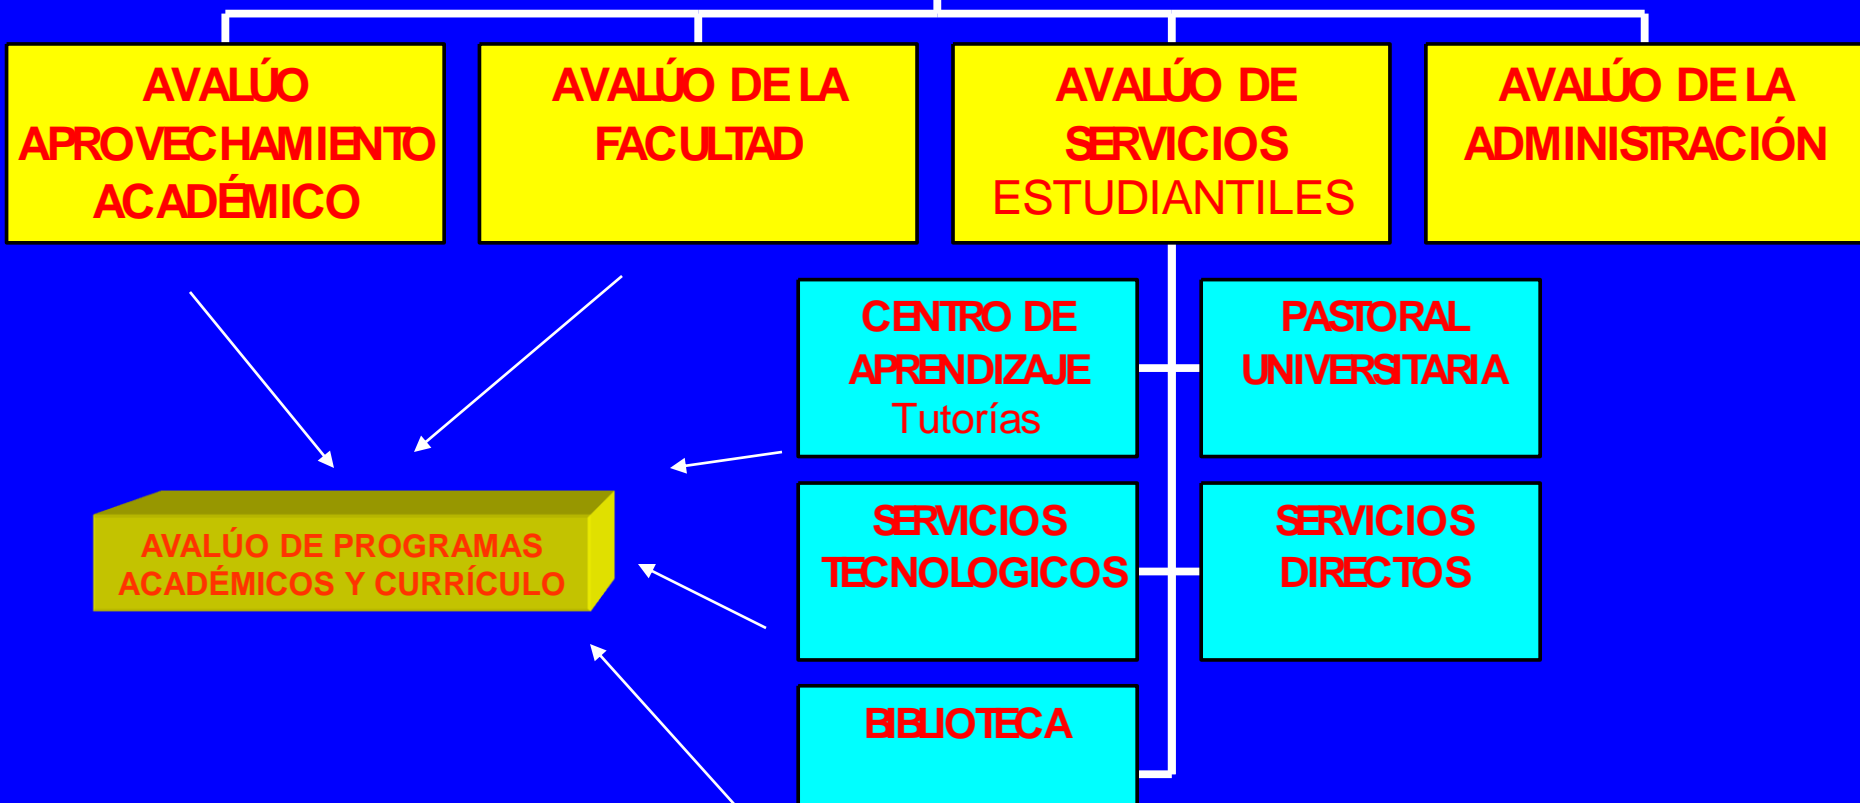 AVALÚO
APROVECHAMIENTO
ACADÉMICO
AVALÚO DE LA
FACULTAD
AVALÚO DE
SERVICIOS
ESTUDIANTILES
AVALÚO DE LA
ADMINISTRACIÓN
CENTRO DE
APRENDIZAJE
Tutorías
PASTORAL
UNIVERSITARIA
AVALÚO DE PROGRAMAS
ACADÉMICOS Y CURRÍCULO
SERVICIOS
TECNOLOGICOS
SERVICIOS
DIRECTOS
BIBLIOTECA